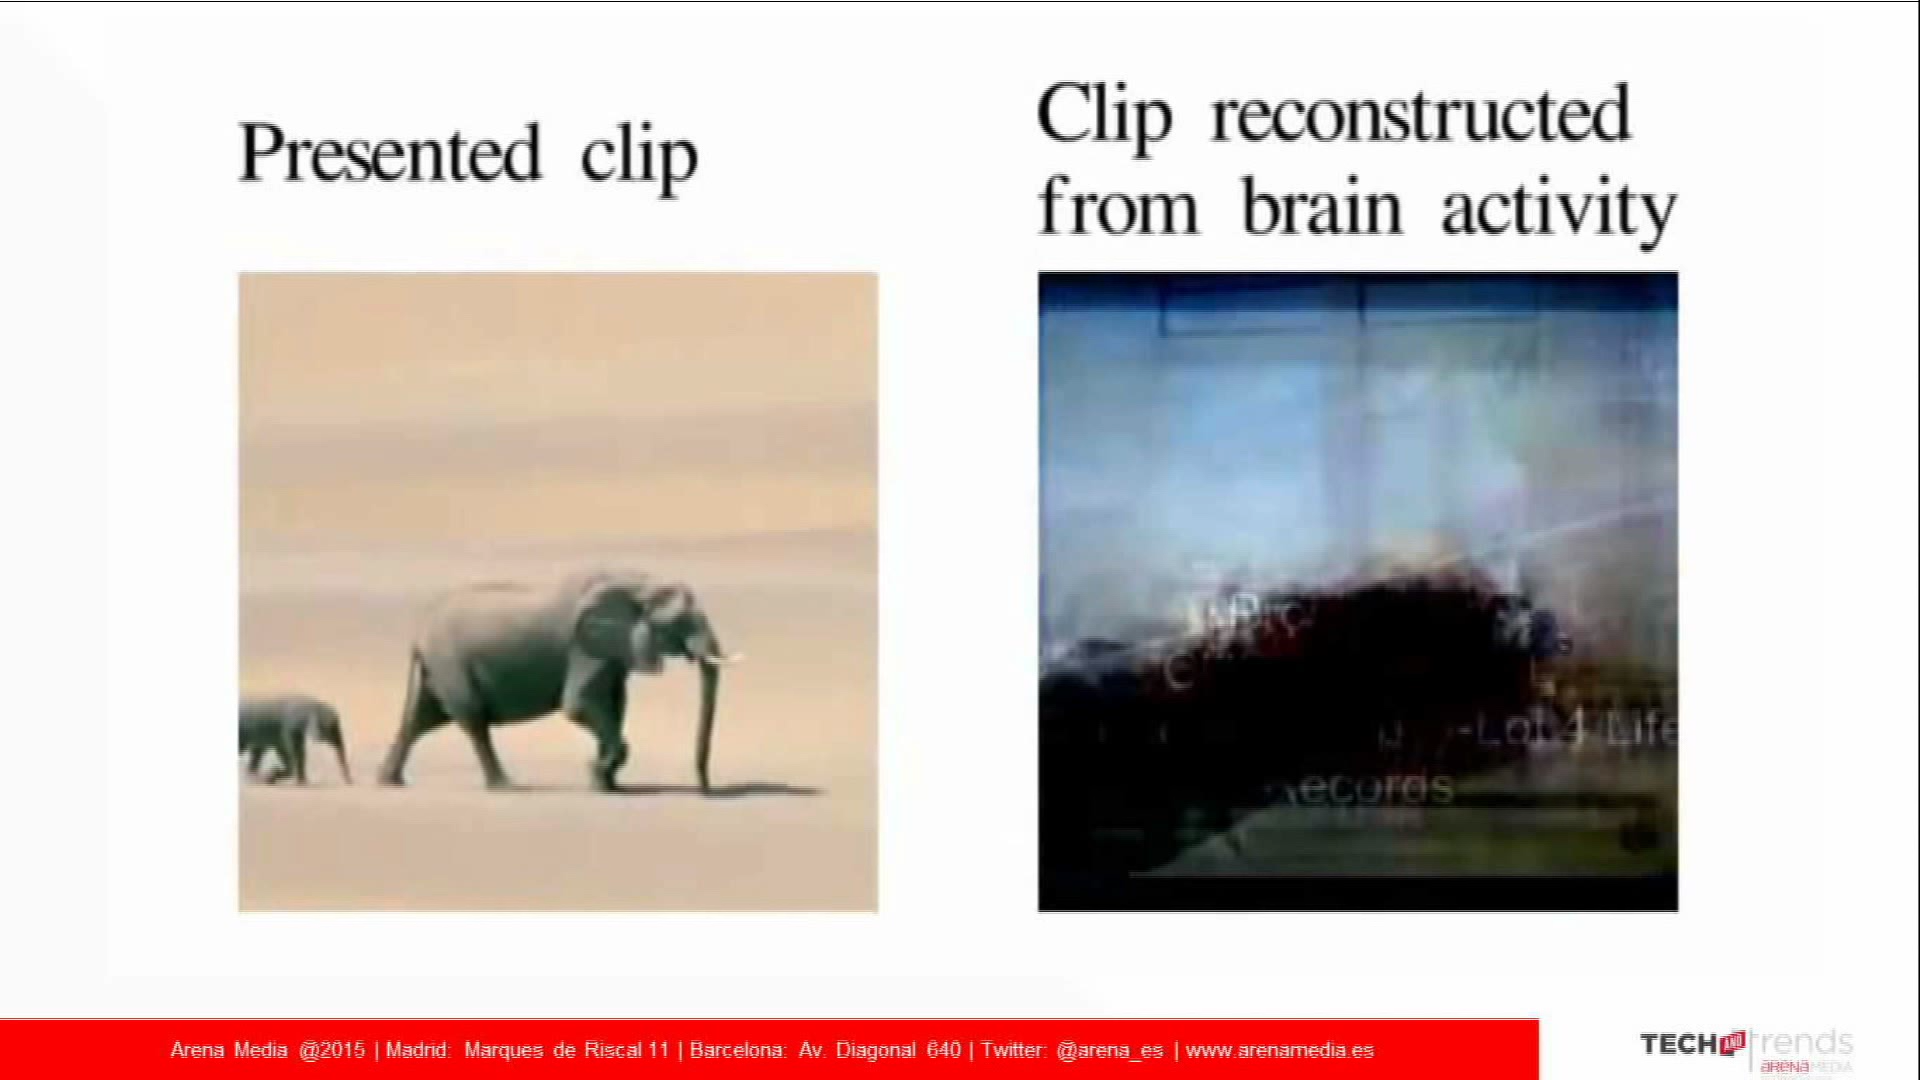 Presented clip
Clip reconstructed
from brain activity
-Lot 4 Life
ecords
Arena Media @2015 | Madrid: Marques de Riscal 11 | Barcelona: Av. Diagonal 640 | Twitter: @arena_es | www.arenamedia.es
TECH AND trends
arena MEDIA